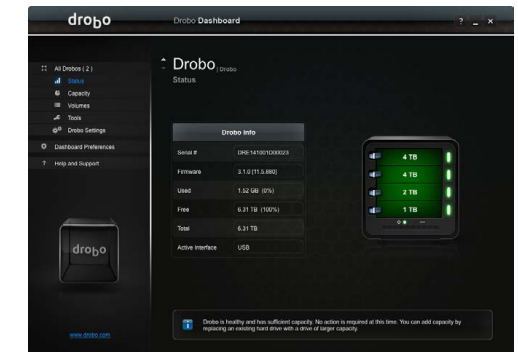 drobo
Drobo Dashboard
? _ ×
All Drobos ( 2 )
Status
Capacity
Volumes
Tools
Drobo Settings
Dashboard Preferences
? Help and Support
drobo
www.drobo.com
Drobo | Drobo
Status
Drobo Info
Serial # DRE141001D00023
Firmware 3.1.0 [11.5.880]
Used 1.52 GB (0%)
Free 6.31 TB (100%)
Total 6.31 TB
Active Interface USB
4 TB
4 TB
2 TB
1 TB
Drobo is healthy and has sufficient capacity. No action is required at this time. You can add capacity by
replacing an existing hard drive with a drive of larger capacity.